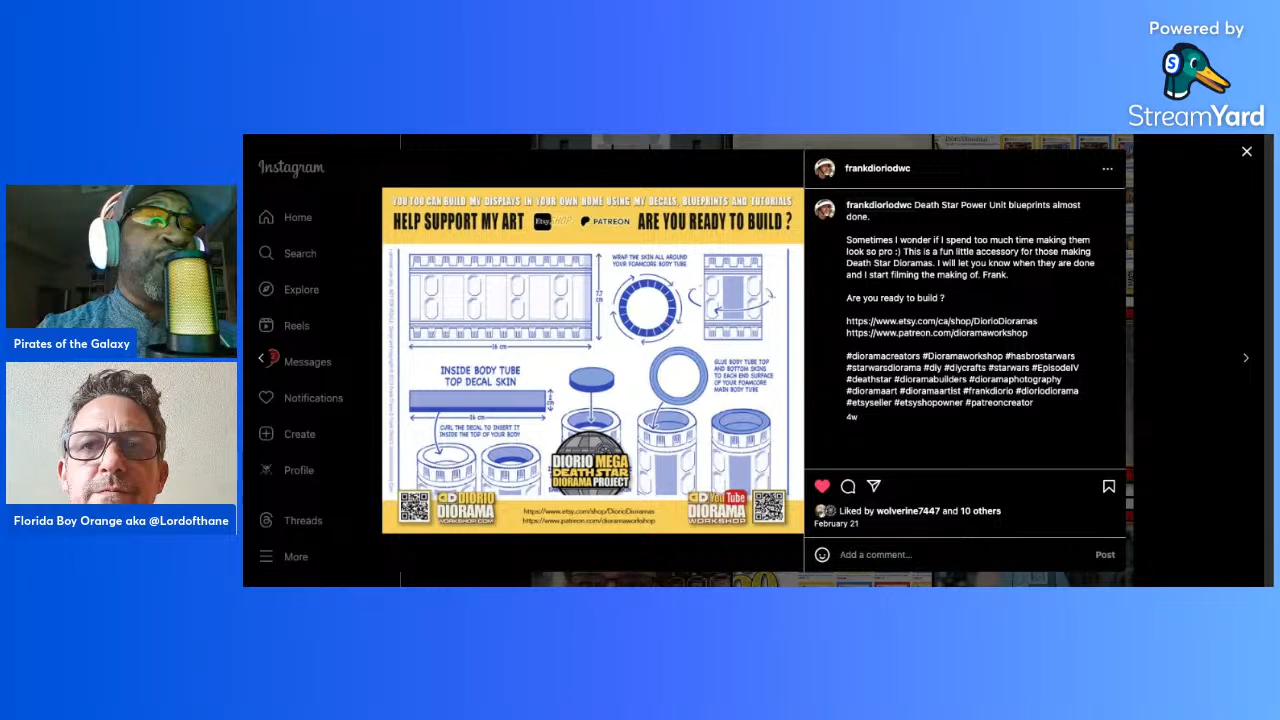 Powered by
StreamYard
Pirates of the Galaxy
Florida Boy Orange aka @Lordofthane
Instagram
Home
Search
Explore
Reels
2
Messages
Notifications
Create
Profile
Threads
More
YOU TOO CAN BUILD MY DISPLAYS IN YOUR OWN HOME USING MY DECALS, BLUEPRINTS AND TUTORIALS
HELP SUPPORT MY ART Etsy SHOP PATREON ARE YOU READY TO BUILD ?
WRAP THE SKIN ALL AROUND
YOUR FOAMCORE BODY TUBE
16 cm
INSIDE BODY TUBE
TOP DECAL SKIN
16 cm
CURL THE DECAL TO INSERT IT
INSIDE THE TOP OF YOUR BODY
GLUE BODY TUBE TOP
AND BOTTOM SKINS
TO EACH END SURFACE
OF YOUR FOAMCORE
MAIN BODY TUBE
DIORIO MEGA
DEATH STAR
DIORAMA PROJECT
DIORIO
DIORAMA
WORKSHOP.COM
https://www.etsy.com/shop/DiorioDioramas
https://www.patreon.com/dioramaworkshop
YouTube
DIORAMA
WORKSHOP
frankdioriodwc
frankdioriodwc Death Star Power Unit blueprints almost
done.
Sometimes I wonder if I spend too much time making them
look so pro :) This is a fun little accessory for those making
Death Star Dioramas. I will let you know when they are done
and I start filming the making of. Frank.
Are you ready to build ?
https://www.etsy.com/ca/shop/DiorioDioramas
https://www.patreon.com/dioramaworkshop
#dioramacreators #Dioramaworkshop #hasbrostarwars
#starwarsdiorama #diy #diycrafts #starwars #EpisodeIV
#deathstar #dioramabuilders #dioramaphotography
#dioramaart #dioramaartist #frankdiorio #dioriodiorama
#etsyseller #etsyshopowner #patreoncreator
4w
Liked by wolverine7447 and 10 others
February 21
Add a comment...
Post